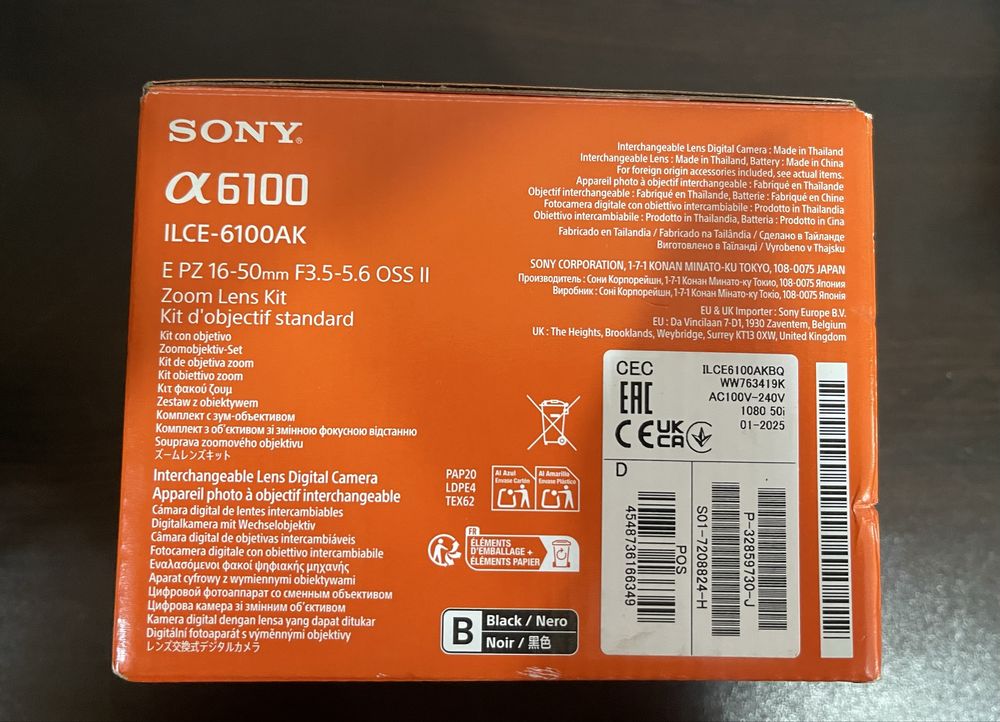 SONY®
α6100
ILCE-6100AK
E PZ 16-50mm F3.5-5.6 OSS II
Zoom Lens Kit
Kit d'objectif standard
Kit con objetivo
Zoomobjektiv-Set
Kit de objetiva zoom
Kit obiettivo zoom
Κιτ φακού ζουμ
Zestaw z obiektywem
Комплект с зум-объективом
Комплект з об'єктивом зі змінною фокусною відстанню
Souprava zoomového objektivu
ズームレンズキット
Interchangeable Lens Digital Camera
Appareil photo à objectif interchangeable
Cámara digital de lentes intercambiables
Digitalkamera mit Wechselobjektiv
Câmara digital de objetivas intercambiáveis
Fotocamera digitale con obiettivo intercambiabile
Εναλασσόμενοι φακοί ψηφιακής μηχανής
Aparat cyfrowy z wymiennymi obiektywami
Цифровой фотоаппарат со сменным объективом
Цифрова камера зі змінним об'єктивом
Kamera digital dengan lensa yang dapat ditukar
Digitální fotoaparát s výměnnými objektivy
レンズ交換式デジタルカメラ
Interchangeable Lens Digital Camera : Made in Thailand
Interchangeable Lens : Made in Thailand, Battery : Made in China
For foreign origin accessories included, see actual items.
Appareil photo à objectif interchangeable : Fabriqué en Thaïlande
Objectif interchangeable : Fabriqué en Thaïlande, Batterie : Fabriqué en Chine
Fotocamera digitale con obiettivo intercambiabile : Prodotto in Thailandia
Obiettivo intercambiabile : Prodotto in Thailandia, Batteria : Prodotto in Cina
Fabricado en Tailandia / Fabricado na Tailândia / Сделано в Таиланде
Виготовлено в Таїланді / Vyrobeno v Thajsku
SONY CORPORATION, 1-7-1 KONAN MINATO-KU TOKYO, 108-0075 JAPAN
Производитель : Сони Корпорейшн, 1-7-1 Конан Минато-ку Токио, 108-0075 Япония
Виробник : Соні Корпорейшн, 1-7-1 Конан Мінато-ку Токіо, 108-0075 Японія
EU & UK Importer : Sony Europe B.V.
EU : Da Vincilaan 7-D1, 1930 Zaventem, Belgium
UK : The Heights, Brooklands, Weybridge, Surrey KT13 0XW, United Kingdom
PAP20
LDPE4
TEX62
Al Azul
Envase Cartón
Al Amarillo
Envase Plástico
FR
ÉLÉMENTS
D'EMBALLAGE +
ÉLÉMENTS PAPIER
B
Black / Nero
Noir / 黒色
CEC
ILCE6100AKBQ
WW763419K
AC100V-240V
1080 50i
01-2025
EAC
CE
UK
CA
D
4548736166349
POS
S01-7208824-H
P-32859730-J